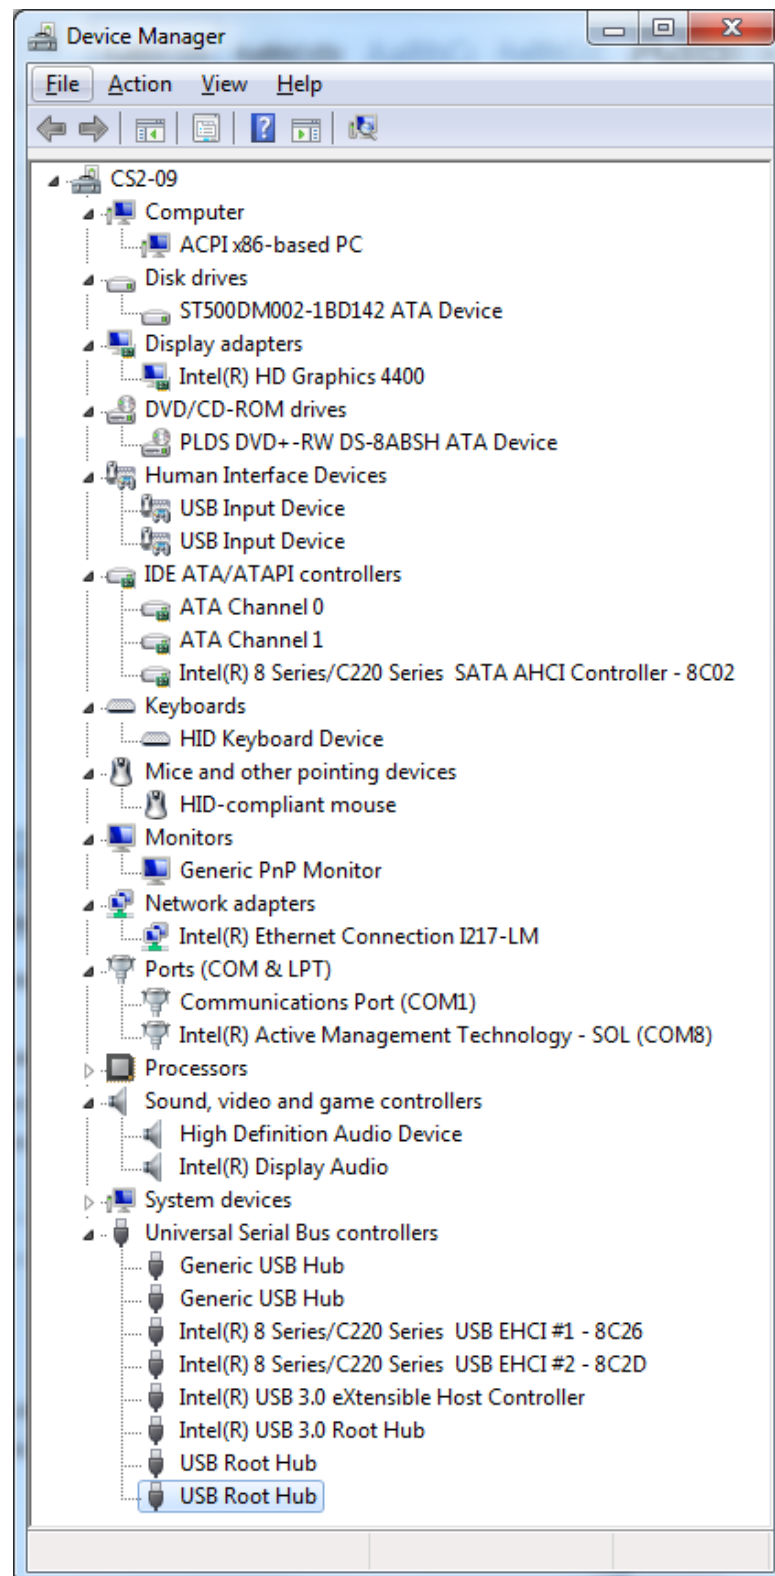 Device Manager
File Action View Help
CS2-09
Computer
ACPI x86-based PC
Disk drives
ST500DM002-1BD142 ATA Device
Display adapters
Intel(R) HD Graphics 4400
DVD/CD-ROM drives
PLDS DVD+-RW DS-8ABSH ATA Device
Human Interface Devices
USB Input Device
USB Input Device
IDE ATA/ATAPI controllers
ATA Channel 0
ATA Channel 1
Intel(R) 8 Series/C220 Series  SATA AHCI Controller - 8C02
Keyboards
HID Keyboard Device
Mice and other pointing devices
HID-compliant mouse
Monitors
Generic PnP Monitor
Network adapters
Intel(R) Ethernet Connection I217-LM
Ports (COM & LPT)
Communications Port (COM1)
Intel(R) Active Management Technology - SOL (COM8)
Processors
Sound, video and game controllers
High Definition Audio Device
Intel(R) Display Audio
System devices
Universal Serial Bus controllers
Generic USB Hub
Generic USB Hub
Intel(R) 8 Series/C220 Series  USB EHCI #1 - 8C26
Intel(R) 8 Series/C220 Series  USB EHCI #2 - 8C2D
Intel(R) USB 3.0 eXtensible Host Controller
Intel(R) USB 3.0 Root Hub
USB Root Hub
USB Root Hub